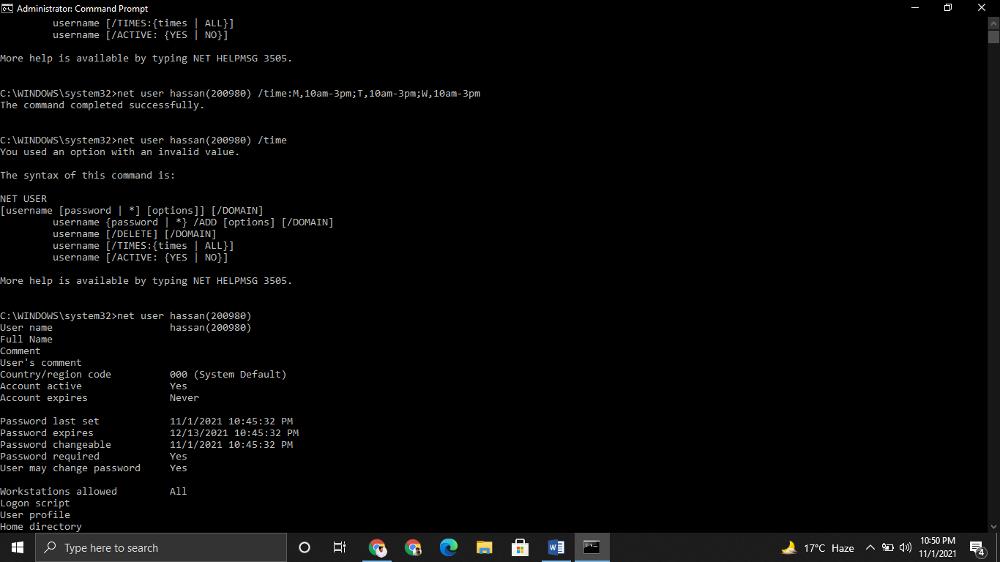 Administrator: Command Prompt
username [/TIMES:{times | ALL}]
username [/ACTIVE: {YES | NO}]
More help is available by typing NET HELPMSG 3505.
C:\WINDOWS\system32>net user hassan(200980) /time:M,10am-3pm;T,10am-3pm;W,10am-3pm
The command completed successfully.
C:\WINDOWS\system32>net user hassan(200980) /time
You used an option with an invalid value.
The syntax of this command is:
NET USER
[username [password | *] [options]] [/DOMAIN]
username {password | *} /ADD [options] [/DOMAIN]
username [/DELETE] [/DOMAIN]
username [/TIMES:{times | ALL}]
username [/ACTIVE: {YES | NO}]
More help is available by typing NET HELPMSG 3505.
C:\WINDOWS\system32>net user hassan(200980)
User name hassan(200980)
Full Name
Comment
User's comment
Country/region code 000 (System Default)
Account active Yes
Account expires Never
Password last set 11/1/2021 10:45:32 PM
Password expires 12/13/2021 10:45:32 PM
Password changeable 11/1/2021 10:45:32 PM
Password required Yes
User may change password Yes
Workstations allowed All
Logon script
User profile
Home directory
Type here to search
17°C Haze
10:50 PM
11/1/2021
4